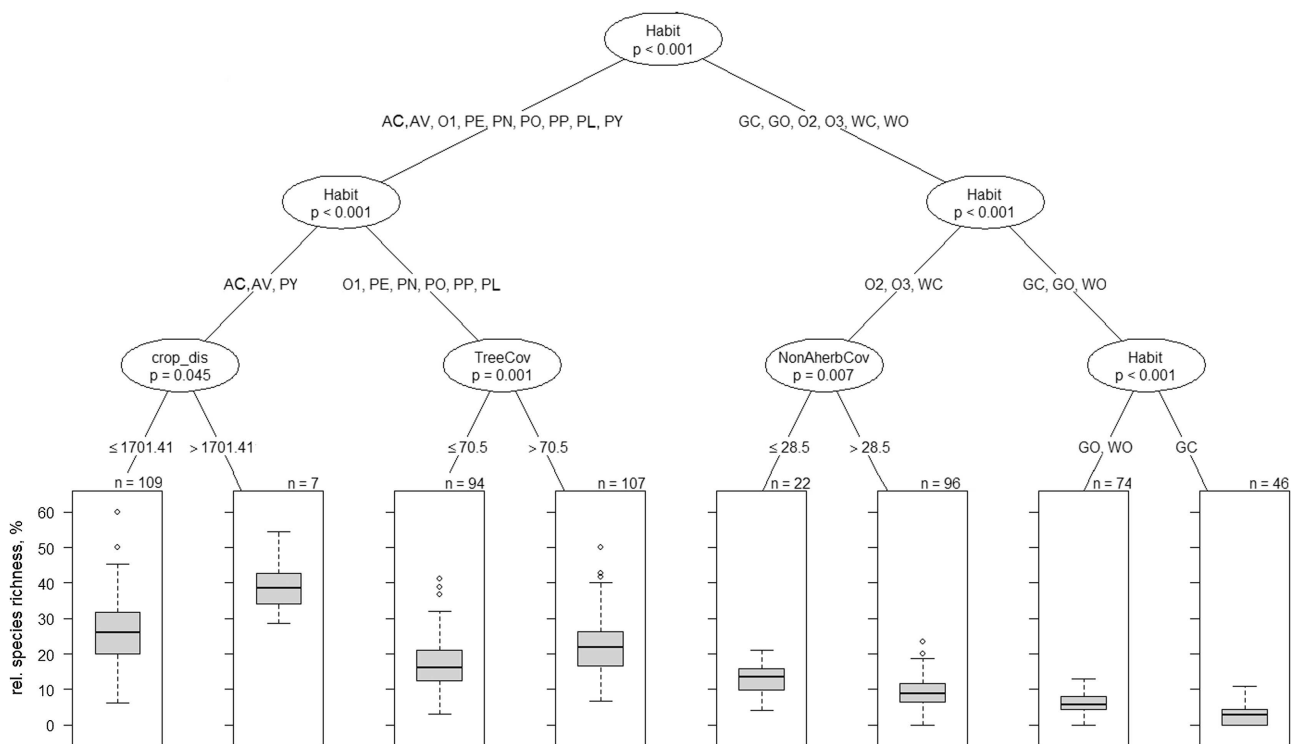 Habit
p < 0.001
AC,AV, O1, PE, PN, PO, PP, PL, PY
GC, GO, O2, O3, WC, WO
Habit
p < 0.001
Habit
p < 0.001
AC,AV, PY
O1, PE, PN, PO, PP, PL
O2, O3, WC
GC, GO, WO
crop_dis
p = 0.045
TreeCov
p = 0.001
NonAherbCov
p = 0.007
Habit
p < 0.001
≤1701.41
>1701.41
≤70.5
>70.5
≤ 28.5
> 28.5
GO, WO
GC
n = 109
n = 7
n = 94
n = 107
n = 22
n = 96
n = 74
n = 46
rel. species richness, %
60
50
40
30
20
10
0